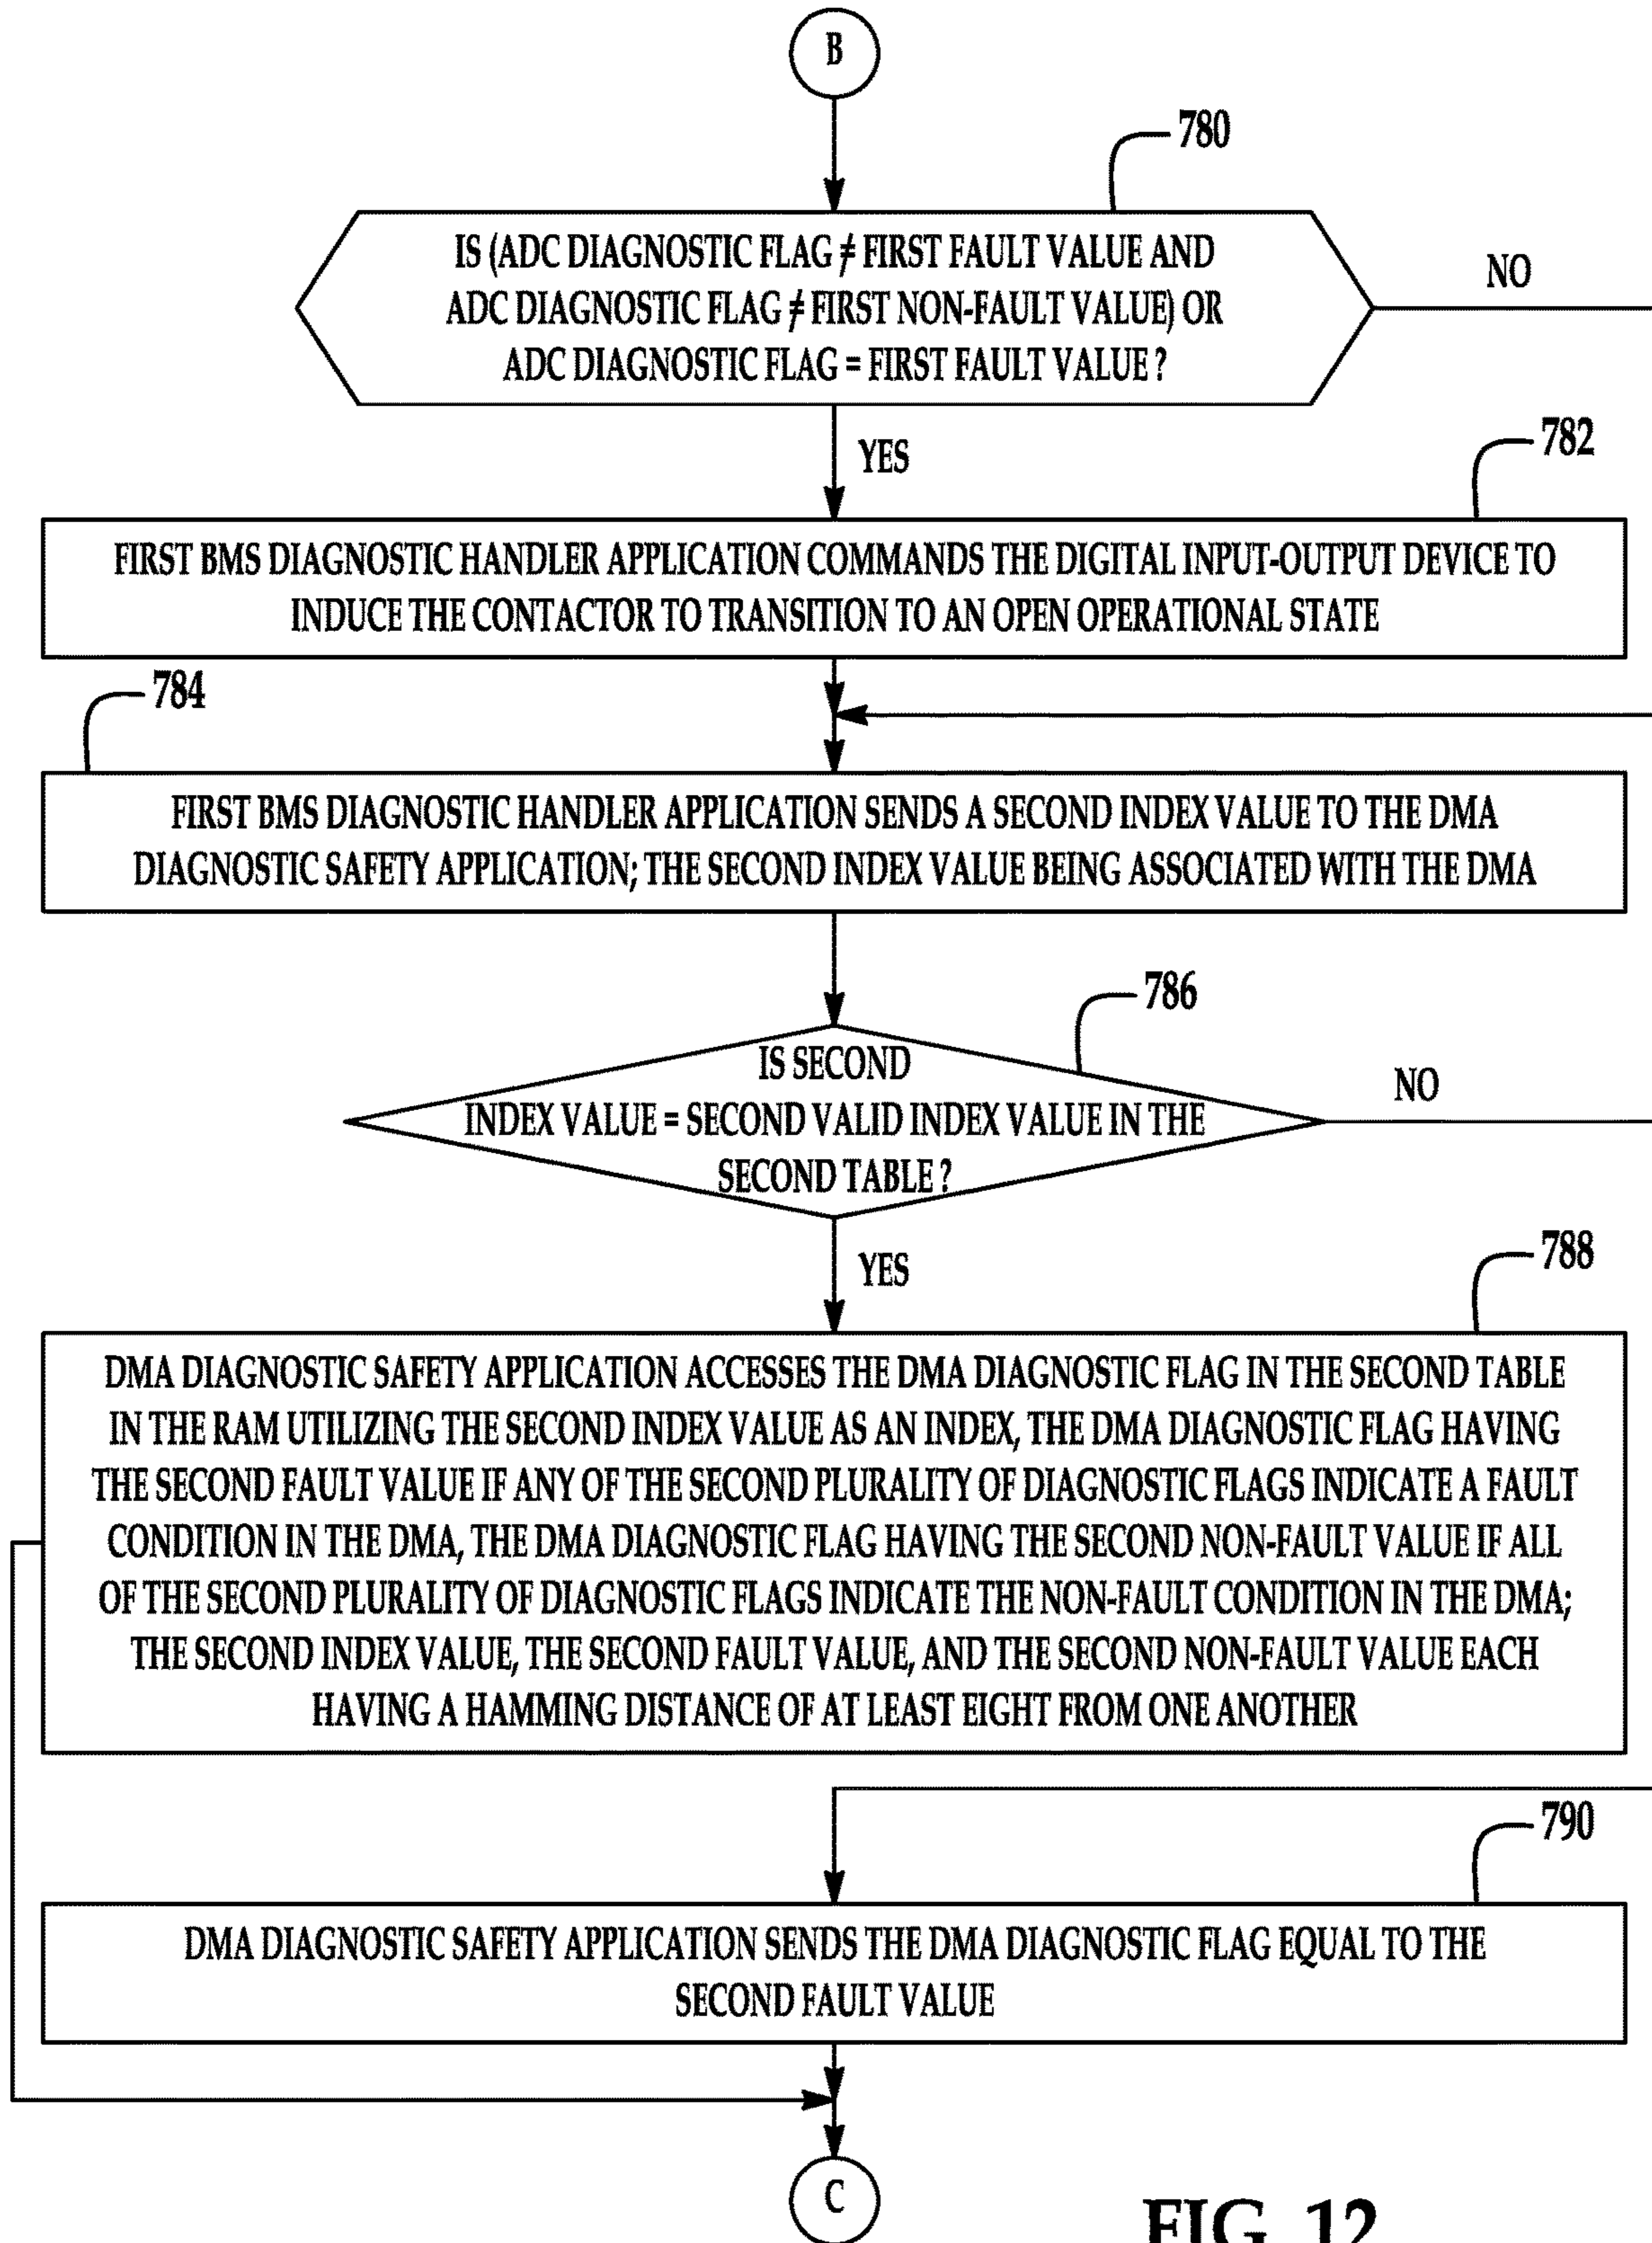 B
780
IS (ADC DIAGNOSTIC FLAG ≠ FIRST FAULT VALUE AND
ADC DIAGNOSTIC FLAG ≠ FIRST NON-FAULT VALUE) OR
ADC DIAGNOSTIC FLAG = FIRST FAULT VALUE ?
NO
YES
782
FIRST BMS DIAGNOSTIC HANDLER APPLICATION COMMANDS THE DIGITAL INPUT-OUTPUT DEVICE TO
INDUCE THE CONTACTOR TO TRANSITION TO AN OPEN OPERATIONAL STATE
784
FIRST BMS DIAGNOSTIC HANDLER APPLICATION SENDS A SECOND INDEX VALUE TO THE DMA
DIAGNOSTIC SAFETY APPLICATION; THE SECOND INDEX VALUE BEING ASSOCIATED WITH THE DMA
786
IS SECOND
INDEX VALUE = SECOND VALID INDEX VALUE IN THE
SECOND TABLE ?
NO
YES
788
DMA DIAGNOSTIC SAFETY APPLICATION ACCESSES THE DMA DIAGNOSTIC FLAG IN THE SECOND TABLE
IN THE RAM UTILIZING THE SECOND INDEX VALUE AS AN INDEX, THE DMA DIAGNOSTIC FLAG HAVING
THE SECOND FAULT VALUE IF ANY OF THE SECOND PLURALITY OF DIAGNOSTIC FLAGS INDICATE A FAULT
CONDITION IN THE DMA, THE DMA DIAGNOSTIC FLAG HAVING THE SECOND NON-FAULT VALUE IF ALL
OF THE SECOND PLURALITY OF DIAGNOSTIC FLAGS INDICATE THE NON-FAULT CONDITION IN THE DMA;
THE SECOND INDEX VALUE, THE SECOND FAULT VALUE, AND THE SECOND NON-FAULT VALUE EACH
HAVING A HAMMING DISTANCE OF AT LEAST EIGHT FROM ONE ANOTHER
790
DMA DIAGNOSTIC SAFETY APPLICATION SENDS THE DMA DIAGNOSTIC FLAG EQUAL TO THE
SECOND FAULT VALUE
C
FIG. 12